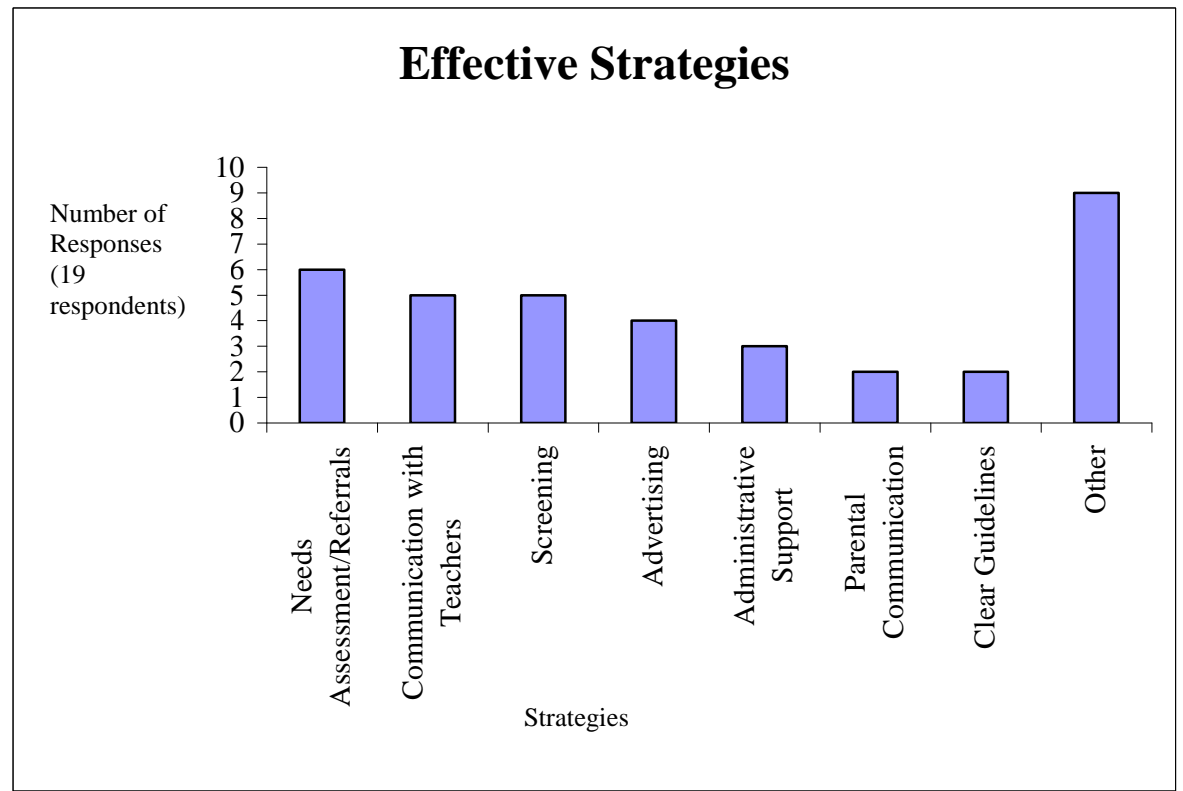 Effective Strategies
Number of
Responses
(19
respondents)
10
9
8
7
6
5
4
3
2
1
0
Needs
Assessment/Referrals
Communication with
Teachers
Screening
Advertising
Administrative
Support
Parental
Communication
Clear Guidelines
Other
Strategies